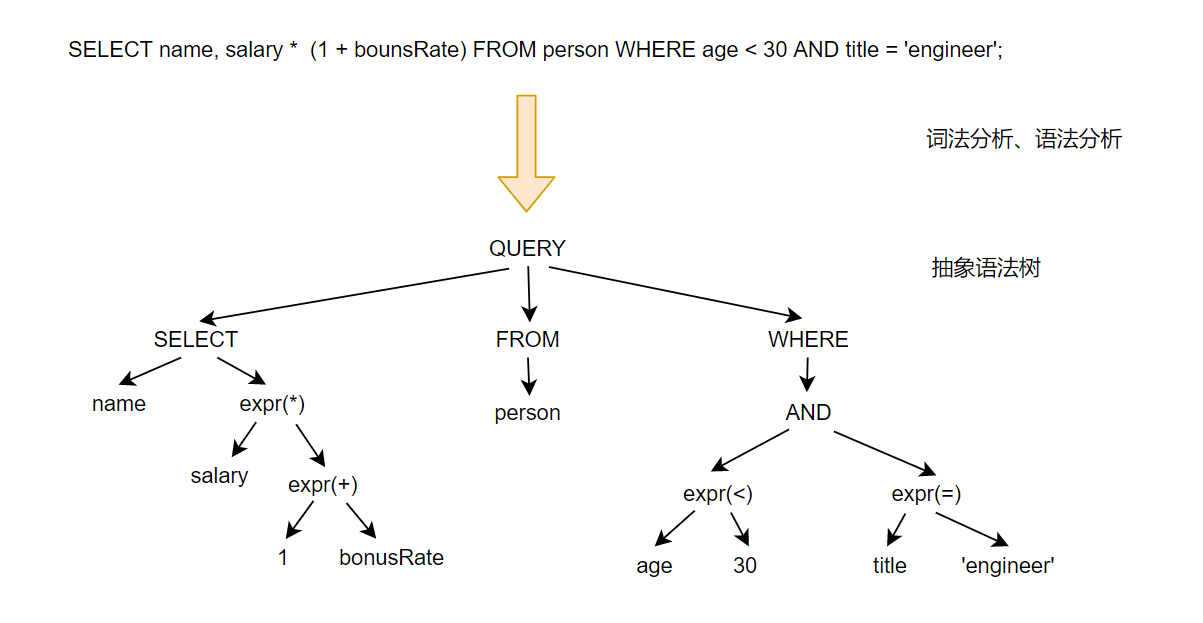 SELECT name, salary * (1 + bounsRate) FROM person WHERE age < 30 AND title = 'engineer';
词法分析、语法分析
QUERY
抽象语法树
SELECT
FROM
WHERE
name
expr(*)
person
AND
salary
expr(+)
expr(<)
expr(=)
1
bonusRate
age
30
title
'engineer'